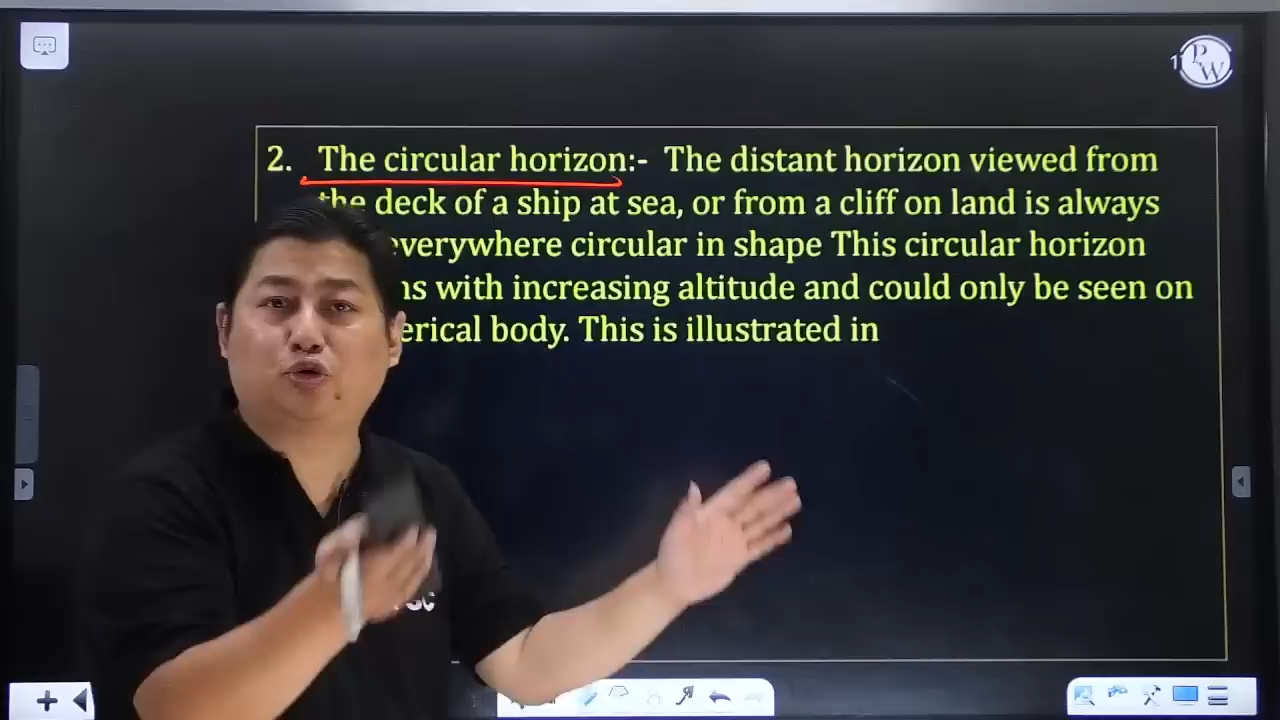 2. The circular horizon:- The distant horizon viewed from
the deck of a ship at sea, or from a cliff on land is always
everywhere circular in shape This circular horizon
with increasing altitude and could only be seen on
body. This is illustrated in
PW